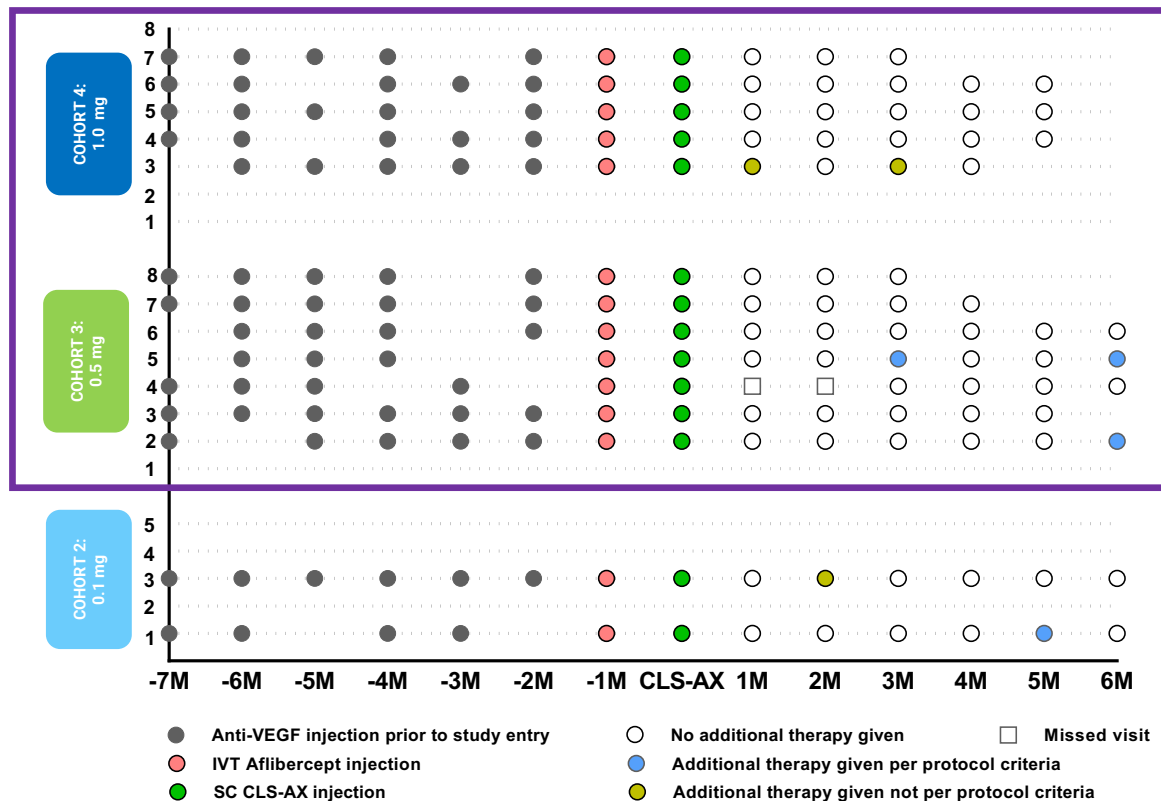 8
COHORT 4:
1.0 mg
7
6
5
4
3
2
1
COHORT 3:
0.5 mg
8
7
6
5
4
3
2
1
COHORT 2:
0.1 mg
5
4
3
2
1
-7M -6M -5M -4M -3M -2M -1M CLS-AX 1M 2M 3M 4M 5M 6M
Anti-VEGF injection prior to study entry No additional therapy given Missed visit
IVT Aflibercept injection Additional therapy given per protocol criteria
SC CLS-AX injection Additional therapy given not per protocol criteria